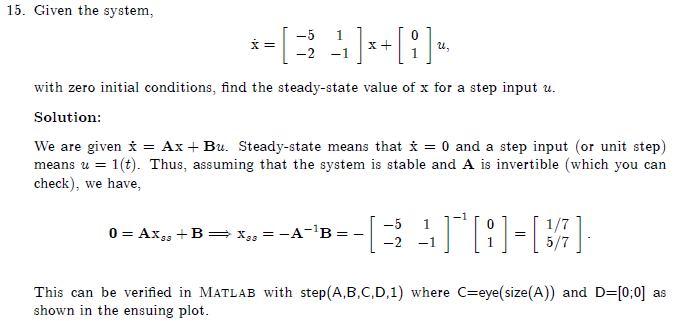 15. Given the system,
ẋ = [ −5 1 ; −2 −1 ] x + [ 0 ; 1 ] u,
with zero initial conditions, find the steady-state value of x for a step input u.
Solution:
We are given ẋ = Ax + Bu. Steady-state means that ẋ = 0 and a step input (or unit step)
means u = 1(t). Thus, assuming that the system is stable and A is invertible (which you can
check), we have,
0 = Axₛₛ + B ⟹ xₛₛ = −A⁻¹B = − [ −5 1 ; −2 −1 ]⁻¹ [ 0 ; 1 ] = [ 1/7 ; 5/7 ].
This can be verified in MATLAB with step(A,B,C,D,1) where C=eye(size(A)) and D=[0;0] as
shown in the ensuing plot.